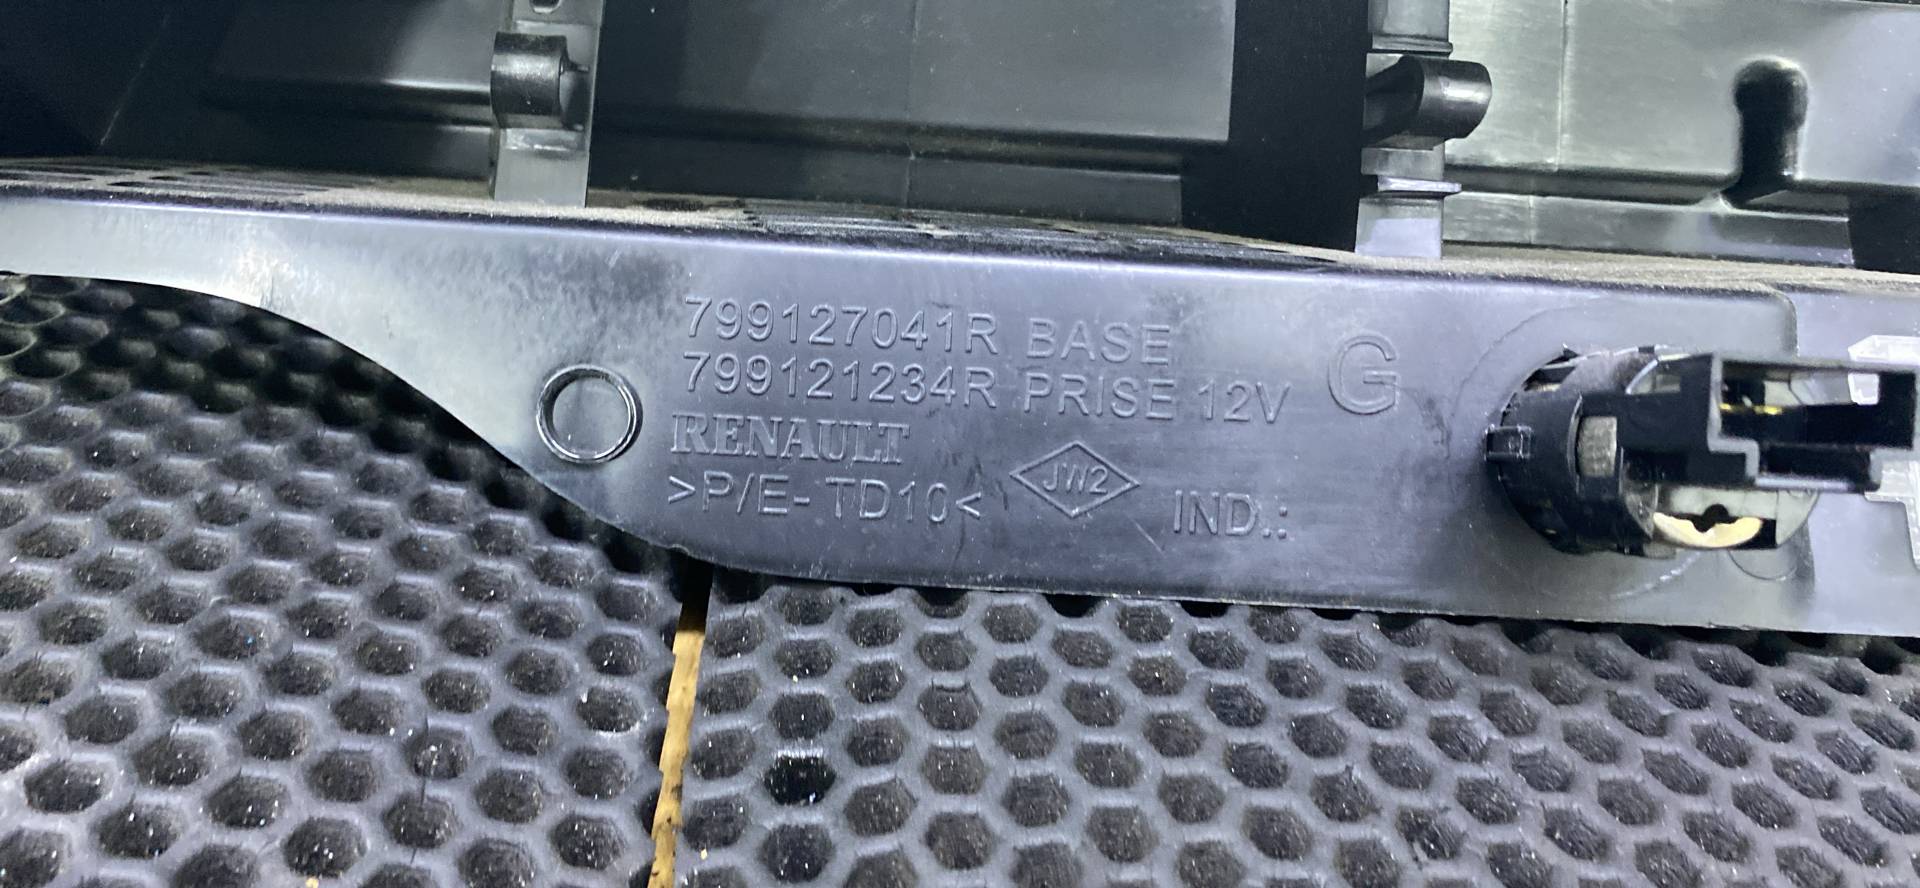 799127041R BASE
799121234R PRISE 12V
G
RENAULT
>P/E-TD10<
JW2
IND.: